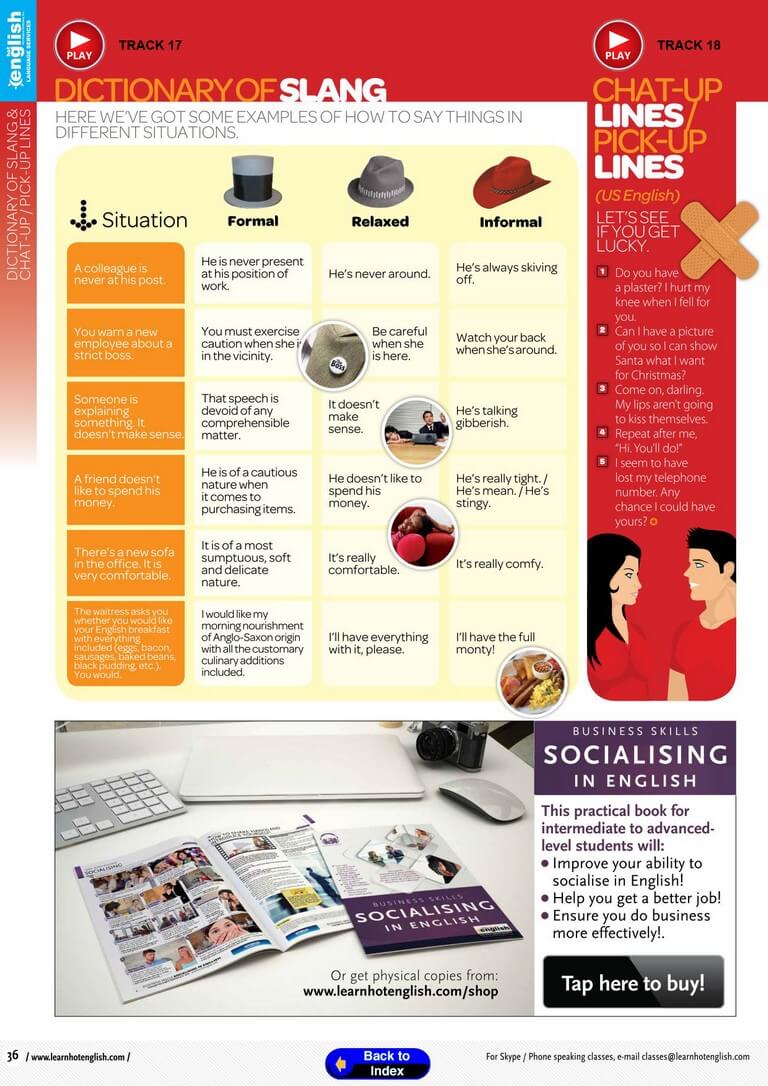 hot english
LANGUAGE SERVICES
DICTIONARY OF SLANG &
CHAT-UP / PICK-UP LINES
PLAY
TRACK 17
DICTIONARY OF SLANG
HERE WE'VE GOT SOME EXAMPLES OF HOW TO SAY THINGS IN
DIFFERENT SITUATIONS.
Situation
Formal
Relaxed
Informal
A colleague is
never at his post.
He is never present
at his position of
work.
He's never around.
He's always skiving
off.
You warn a new
employee about a
strict boss.
You must exercise
caution when she i
in the vicinity.
Be careful
when she
is here.
Watch your back
when she's around.
BOSS
Someone is
explaining
something. It
doesn't make sense.
That speech is
devoid of any
comprehensible
matter.
It doesn't
make
sense.
He's talking
gibberish.
A friend doesn't
like to spend his
money.
He is of a cautious
nature when
it comes to
purchasing items.
He doesn't like to
spend his
money.
He's really tight. /
He's mean. / He's
stingy.
There's a new sofa
in the office. It is
very comfortable.
It is of a most
sumptuous, soft
and delicate
nature.
It's really
comfortable.
It's really comfy.
The waitress asks you
whether you would like
your English breakfast
with everything
included (eggs, bacon,
sausages, baked beans,
black pudding, etc.).
You would.
I would like my
morning nourishment
of Anglo-Saxon origin
with all the customary
culinary additions
included.
I'll have everything
with it, please.
I'll have the full
monty!
PLAY
TRACK 18
CHAT-UP
LINES /
PICK-UP
LINES
(US English)
LET'S SEE
IF YOU GET
LUCKY.
1 Do you have
a plaster? I hurt my
knee when I fell for
you.
2 Can I have a picture
of you so I can show
Santa what I want
for Christmas?
3 Come on, darling.
My lips aren't going
to kiss themselves.
4 Repeat after me,
"Hi. You'll do!"
5 I seem to have
lost my telephone
number. Any
chance I could have
yours?
SOCIALISING
HOW TO SHAKE HANDS AND
INTRODUCE YOURSELF!
BUSINESS SKILLS
SOCIALISING
IN ENGLISH
english
Or get physical copies from:
www.learnhotenglish.com/shop
BUSINESS SKILLS
SOCIALISING
IN ENGLISH
This practical book for
intermediate to advanced-
level students will:
• Improve your ability to
socialise in English!
• Help you get a better job!
• Ensure you do business
more effectively!.
Tap here to buy!
36 / www.learnhotenglish.com /
Back to
Index
For Skype / Phone speaking classes, e-mail classes@learnhotenglish.com